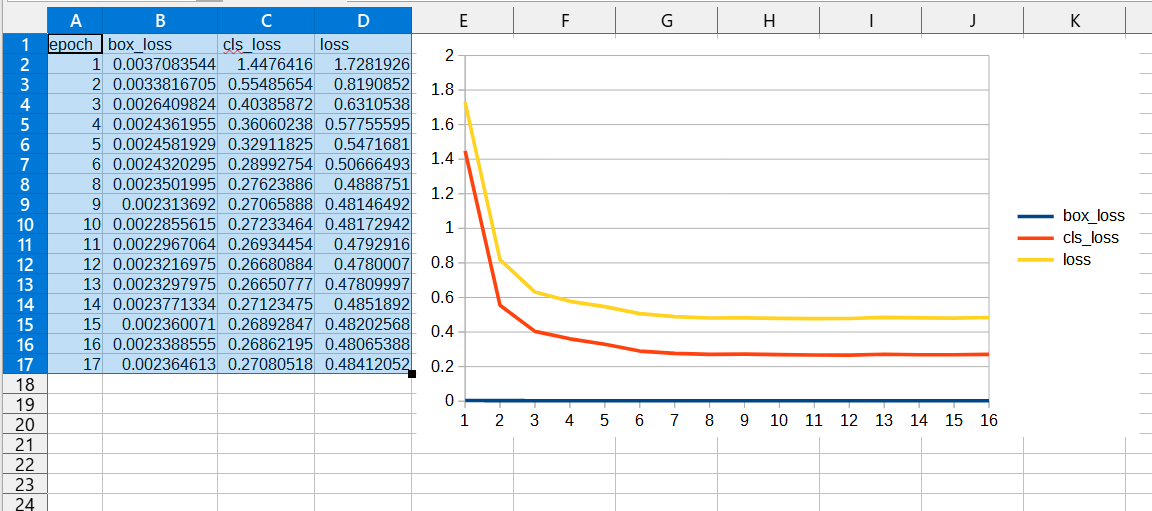 A B C D E F G H I J K
1 epoch box_loss cls_loss loss
2 1 0.0037083544 1.4476416 1.7281926
3 2 0.0033816705 0.55485654 0.8190852
4 3 0.0026409824 0.40385872 0.6310538
5 4 0.0024361955 0.36060238 0.57755595
6 5 0.0024581929 0.32911825 0.5471681
7 6 0.0024320295 0.28992754 0.50666493
8 8 0.0023501995 0.27623886 0.4888751
9 9 0.002313692 0.27065888 0.48146492
10 10 0.0022855615 0.27233464 0.48172942
11 11 0.0022967064 0.26934454 0.4792916
12 12 0.0023216975 0.26680884 0.4780007
13 13 0.0023297975 0.26650777 0.47809997
14 14 0.0023771334 0.27123475 0.4851892
15 15 0.002360071 0.26892847 0.48202568
16 16 0.0023388555 0.26862195 0.48065388
17 17 0.002364613 0.27080518 0.48412052
18
19
20
21
22
23
24
2
1.8
1.6
1.4
1.2
1
0.8
0.6
0.4
0.2
0
1 2 3 4 5 6 7 8 9 10 11 12 13 14 15 16
box_loss
cls_loss
loss